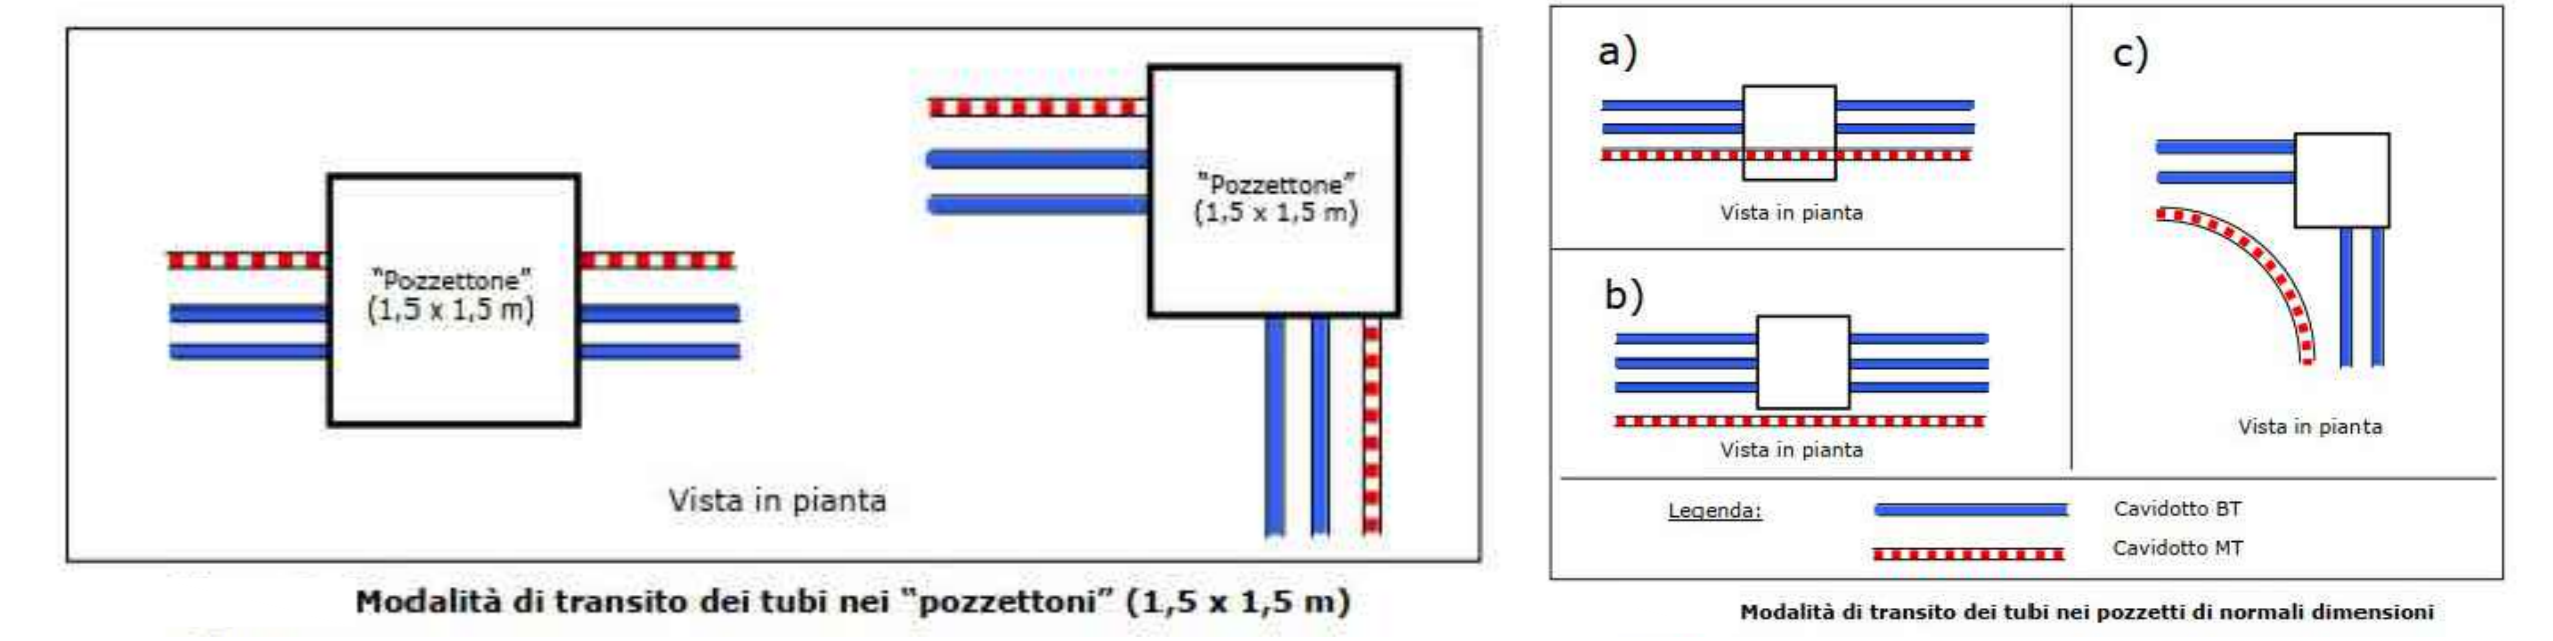 "Pozzettone"
(1,5 x 1,5 m)
"Pozzettone"
(1,5 x 1,5 m)
Vista in pianta
Modalità di transito dei tubi nei "pozzettoni" (1,5 x 1,5 m)
a)
Vista in pianta
b)
Vista in pianta
c)
Vista in pianta
Legenda:
Cavidotto BT
Cavidotto MT
Modalità di transito dei tubi nei pozzetti di normali dimensioni